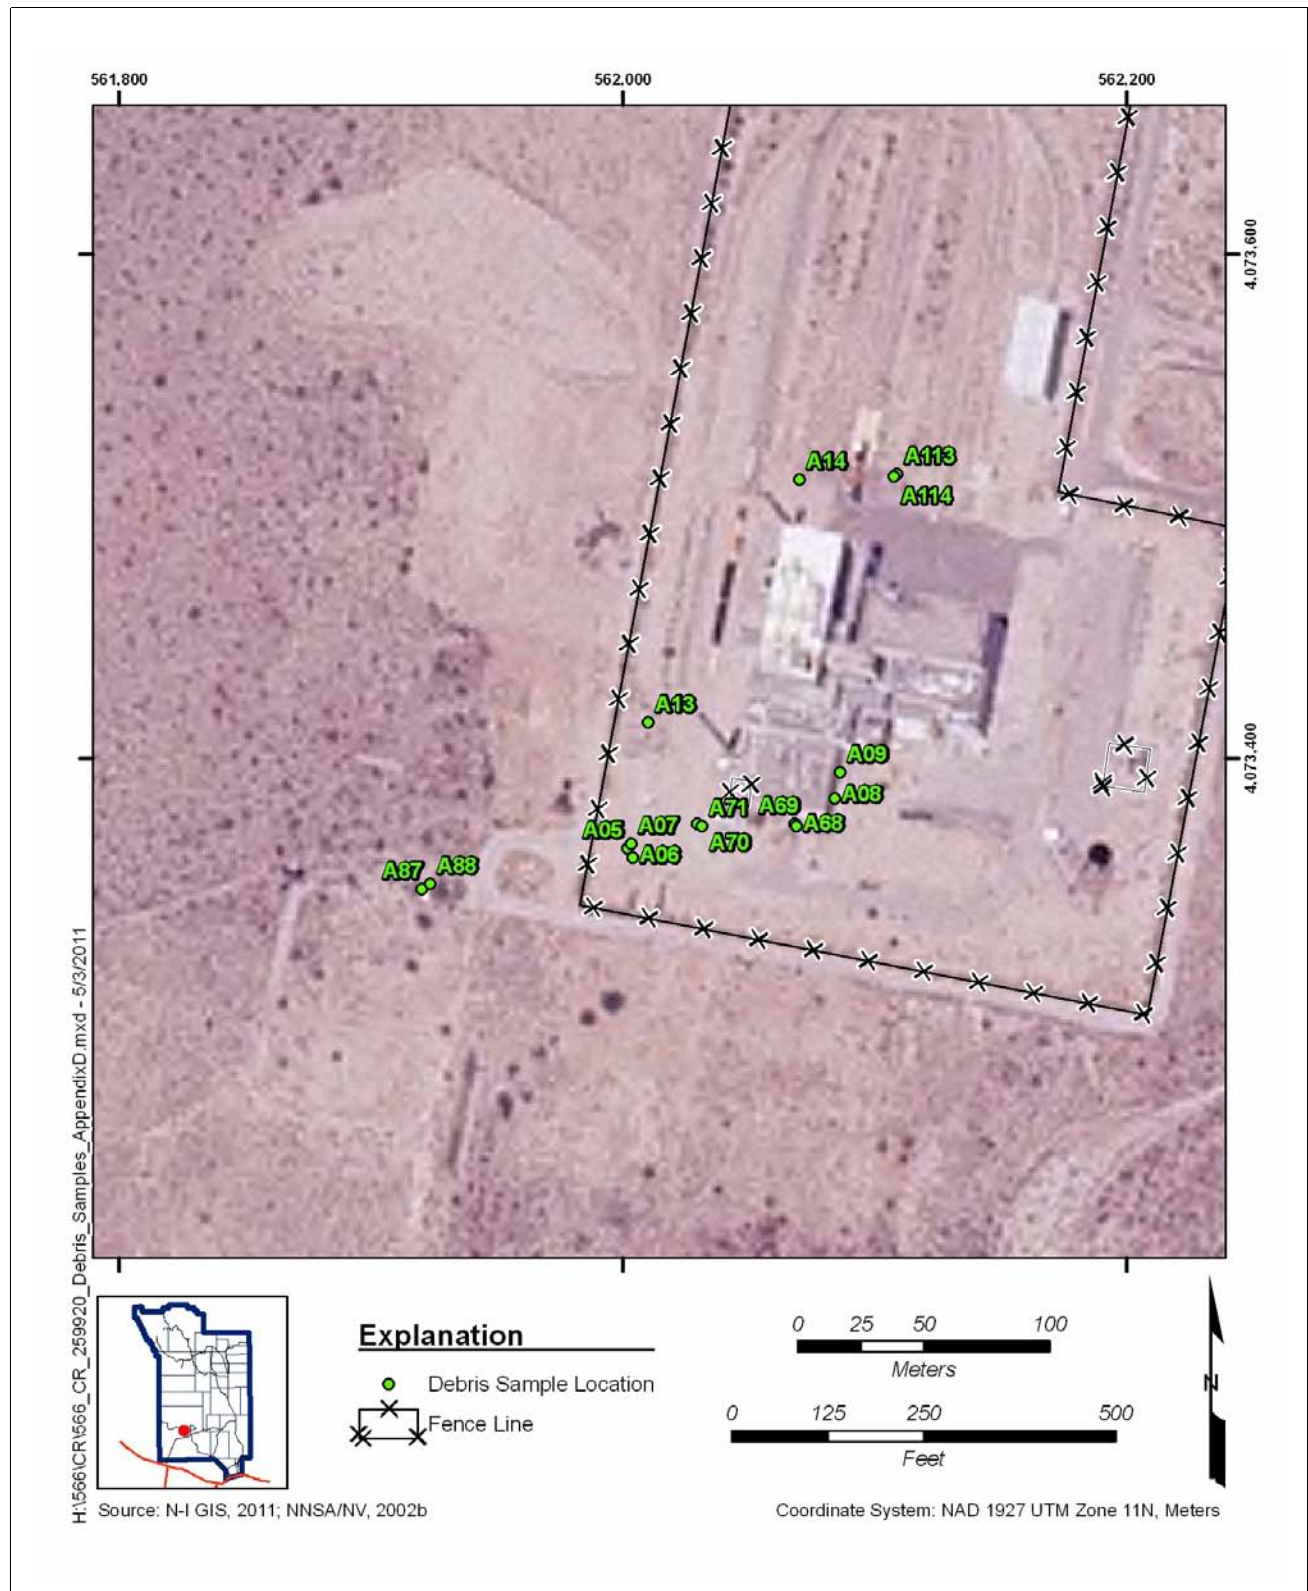 561,800
562,000
562,200
4,073,600
4,073,400
A14
A113
A114
A13
A09
A08
A71
A69
A68
A70
A05
A07
A06
A87
A88
H:\566\CR\566_CR_259920_Debris_Samples_AppendixD.mxd - 5/3/2011
Explanation
Debris Sample Location
Fence Line
0 25 50 100
Meters
0 125 250 500
Feet
N
Source: N-I GIS, 2011; NNSA/NV, 2002b
Coordinate System: NAD 1927 UTM Zone 11N, Meters